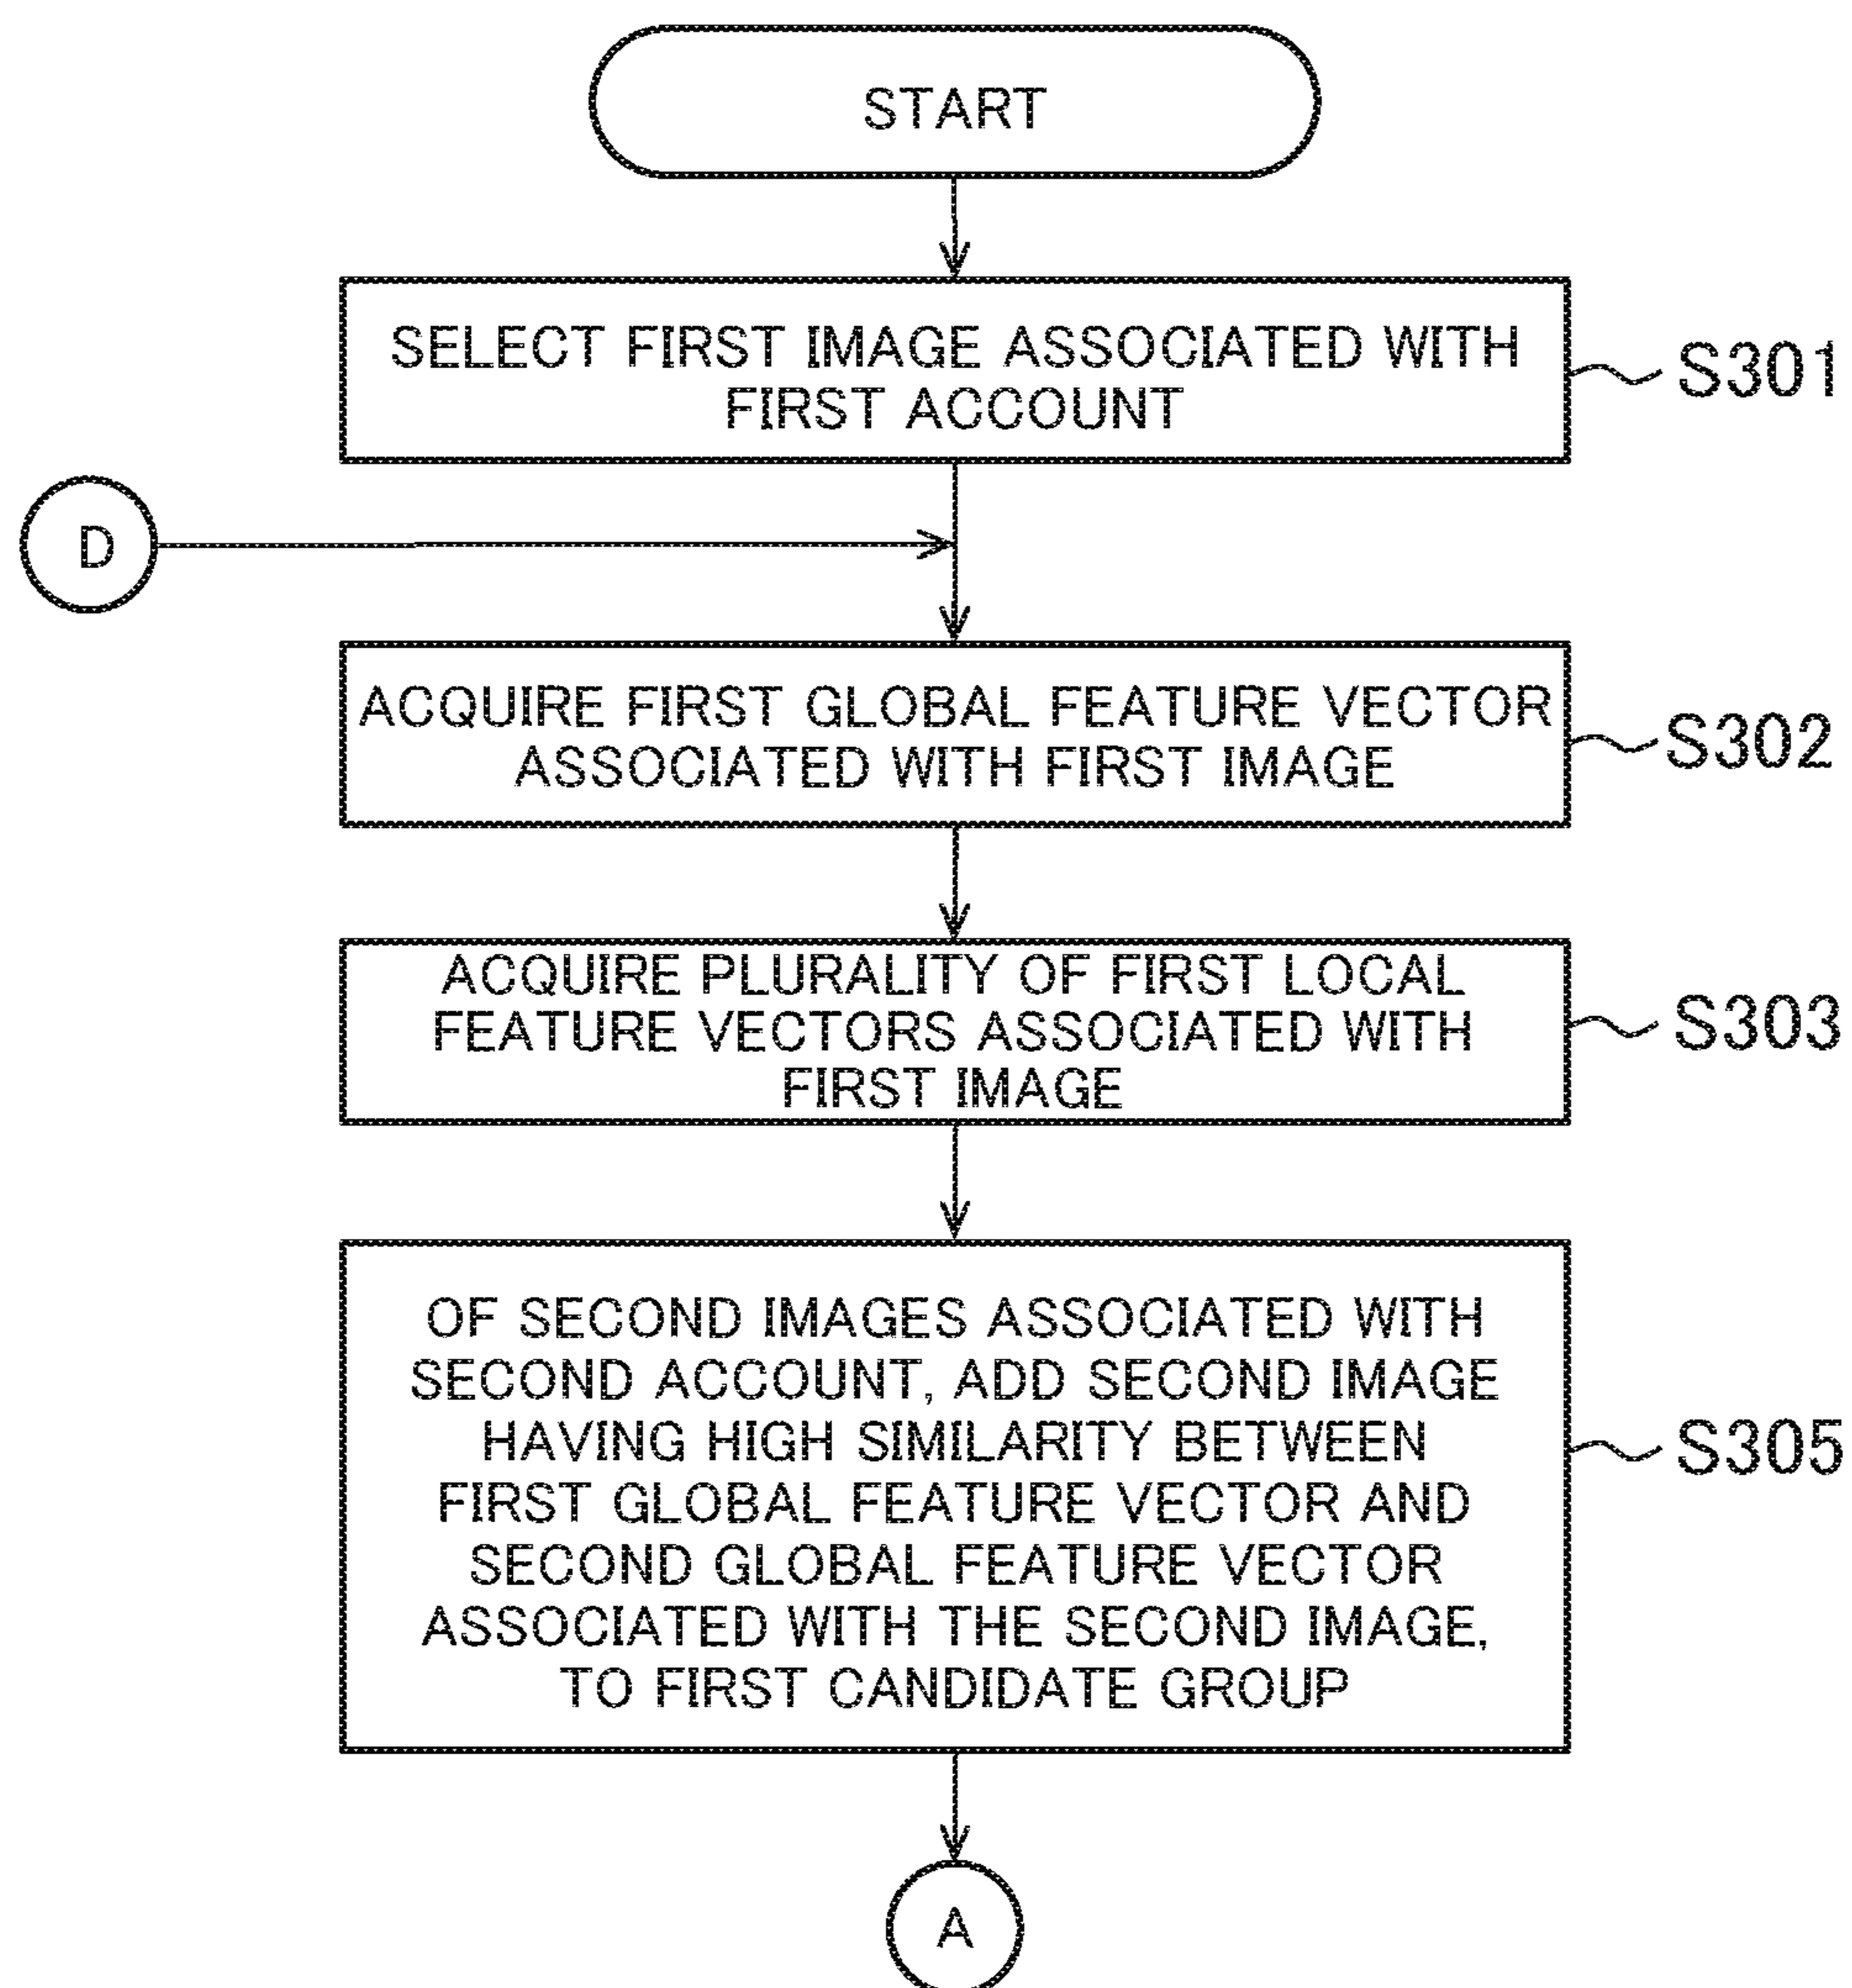 START
SELECT FIRST IMAGE ASSOCIATED WITH
FIRST ACCOUNT
S301
D
ACQUIRE FIRST GLOBAL FEATURE VECTOR
ASSOCIATED WITH FIRST IMAGE
S302
ACQUIRE PLURALITY OF FIRST LOCAL
FEATURE VECTORS ASSOCIATED WITH
FIRST IMAGE
S303
OF SECOND IMAGES ASSOCIATED WITH
SECOND ACCOUNT, ADD SECOND IMAGE
HAVING HIGH SIMILARITY BETWEEN
FIRST GLOBAL FEATURE VECTOR AND
SECOND GLOBAL FEATURE VECTOR
ASSOCIATED WITH THE SECOND IMAGE,
TO FIRST CANDIDATE GROUP
S305
A